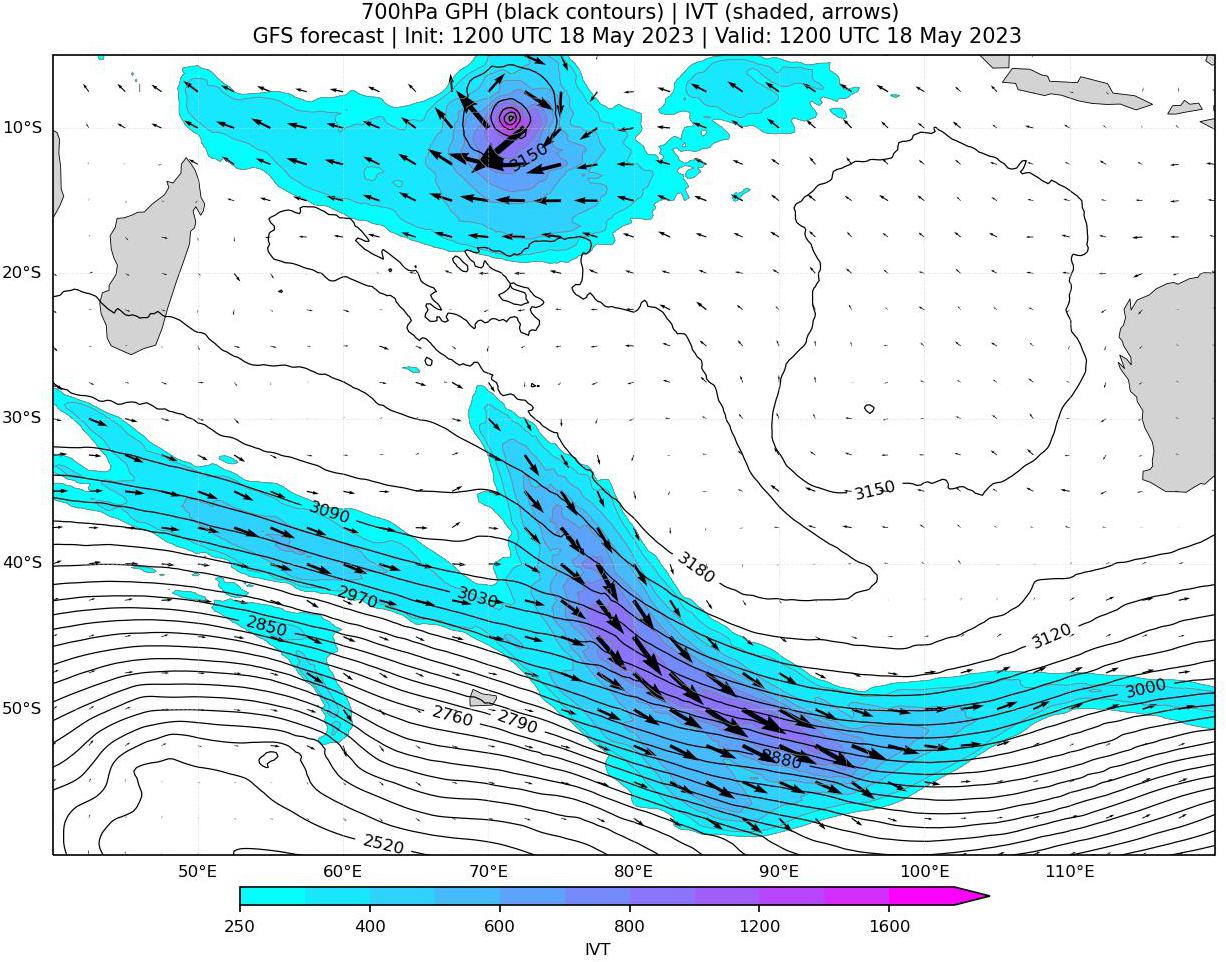 700hPa GPH (black contours) | IVT (shaded, arrows)
GFS forecast | Init: 1200 UTC 18 May 2023 | Valid: 1200 UTC 18 May 2023
10°S
3150
20°S
30°S
3150
3090
40°S
3180
2970
3030
2850
3120
3000
50°S
2760
2790
2880
2520
50°E
60°E
70°E
80°E
90°E
100°E
110°E
250
400
600
800
1200
1600
IVT